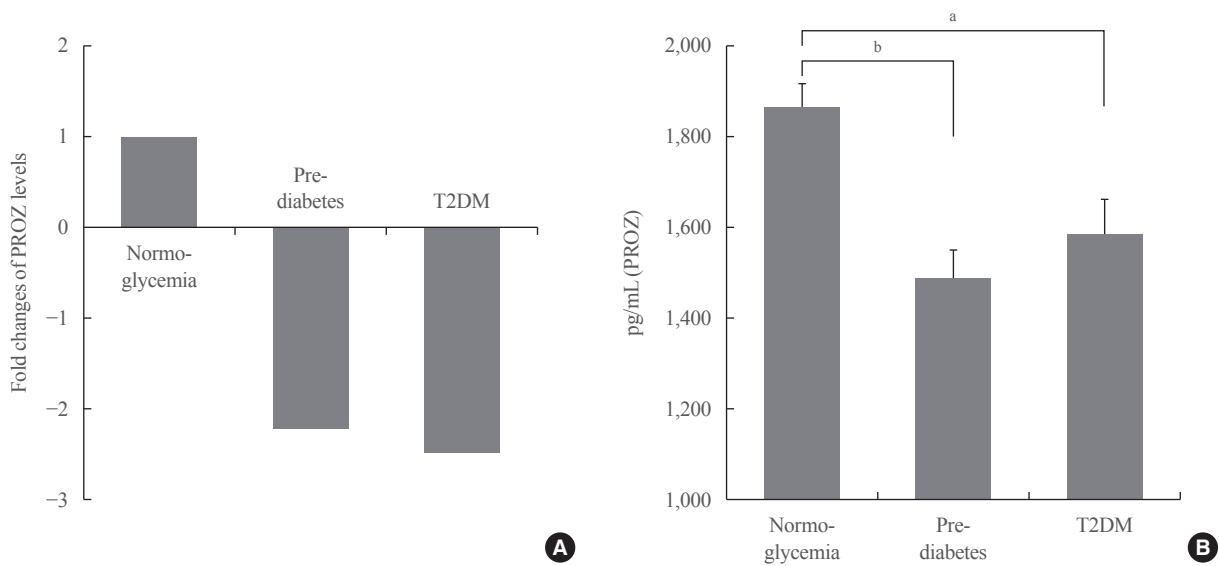 Fold changes of PROZ levels
2
1
0
−1
−2
−3
Normo-
glycemia
Pre-
diabetes
T2DM
A
pg/mL (PROZ)
2,000
1,800
1,600
1,400
1,200
1,000
a
b
Normo-
glycemia
Pre-
diabetes
T2DM
B